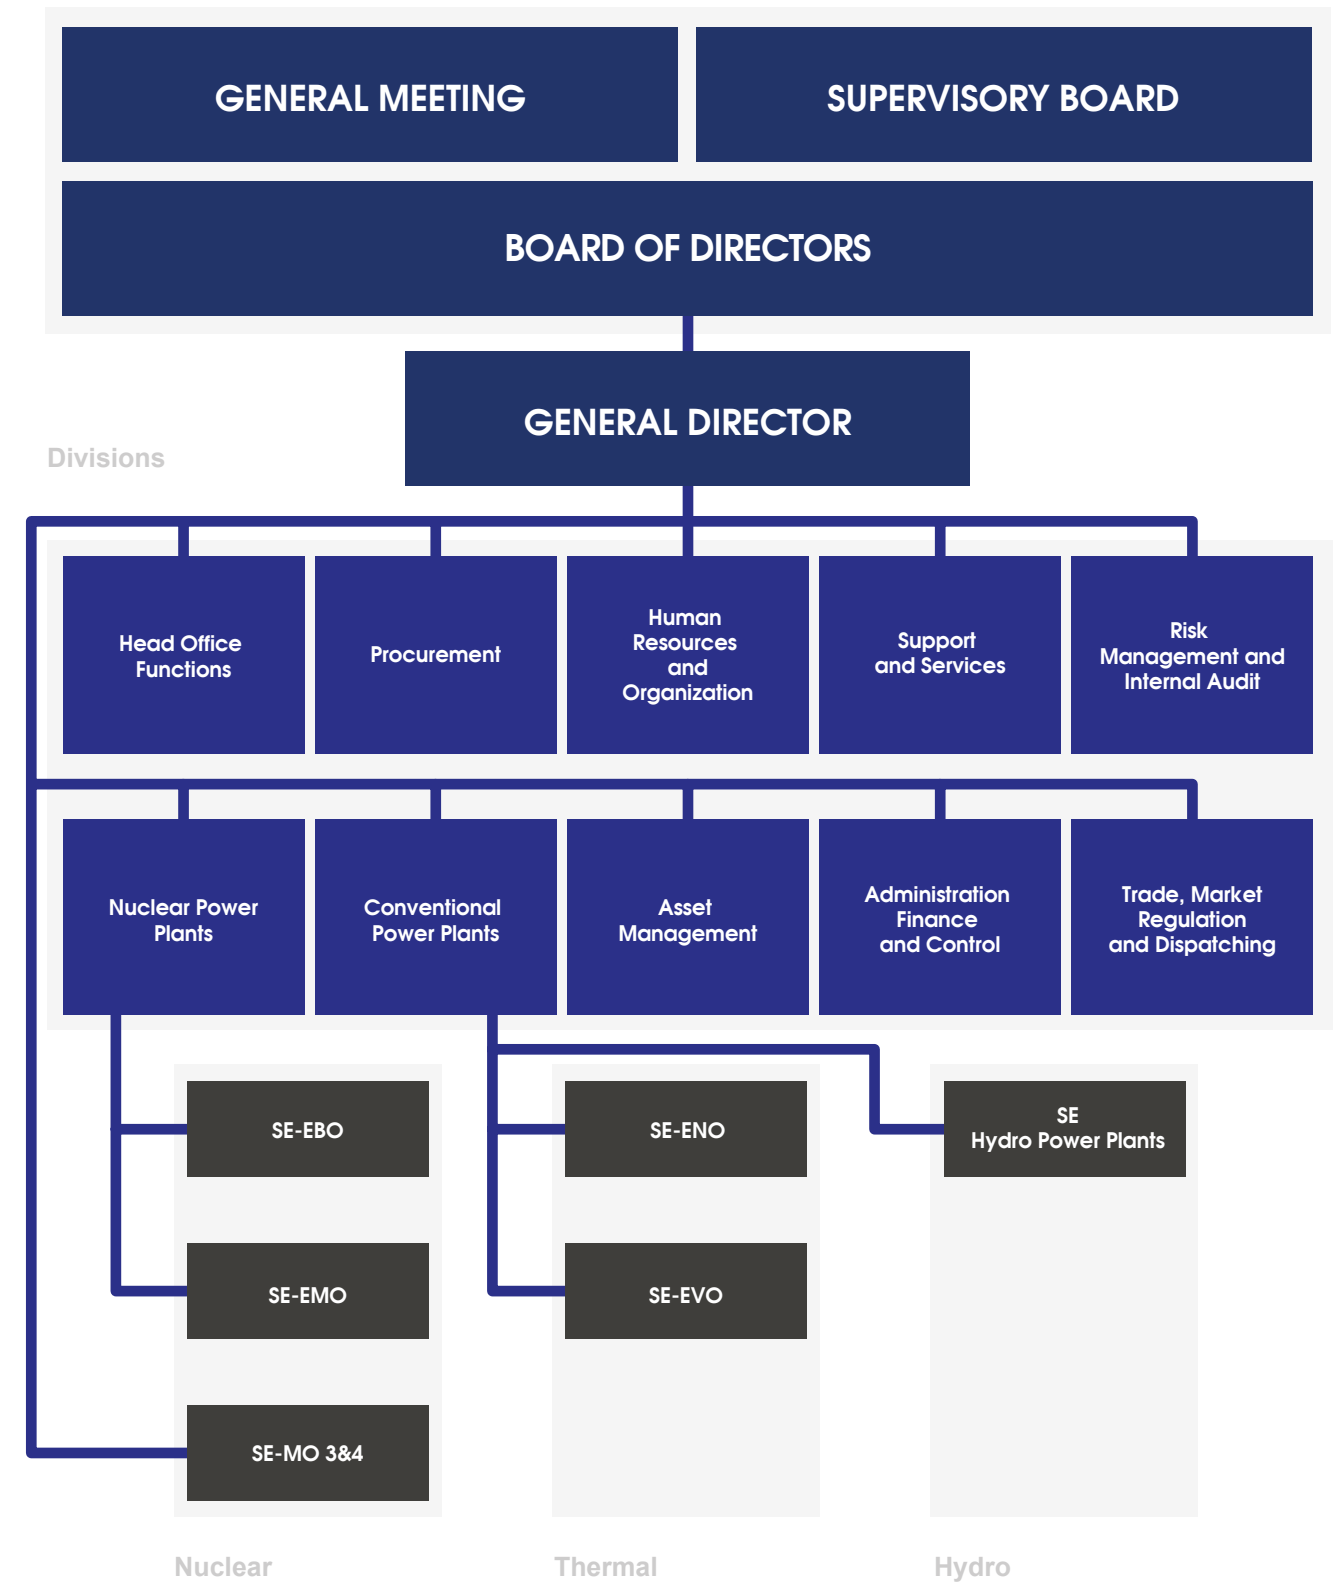 GENERAL MEETING
SUPERVISORY BOARD
BOARD OF DIRECTORS
GENERAL DIRECTOR
Divisions
Head Office
Functions
Procurement
Human
Resources
and
Organization
Support
and Services
Risk
Management and
Internal Audit
Nuclear Power
Plants
Conventional
Power Plants
Asset
Management
Administration
Finance
and Control
Trade, Market
Regulation
and Dispatching
SE-EBO
SE-ENO
SE
Hydro Power Plants
SE-EMO
SE-EVO
SE-MO 3&4
Nuclear
Thermal
Hydro